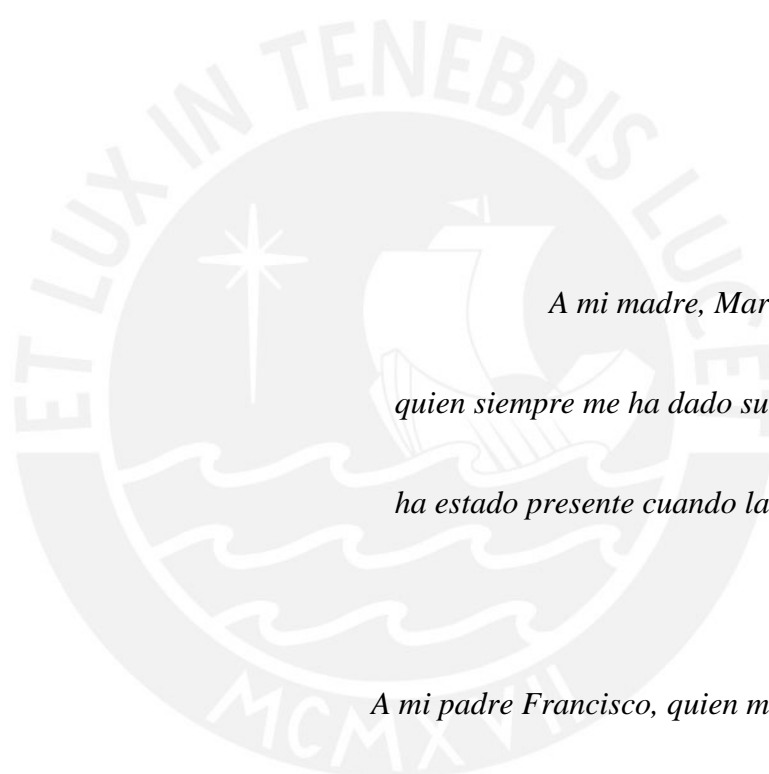 ET LUX IN TENEBRIS LUCET
A mi madre, Mar
quien siempre me ha dado su
ha estado presente cuando la
A mi padre Francisco, quien m
MCMXVII